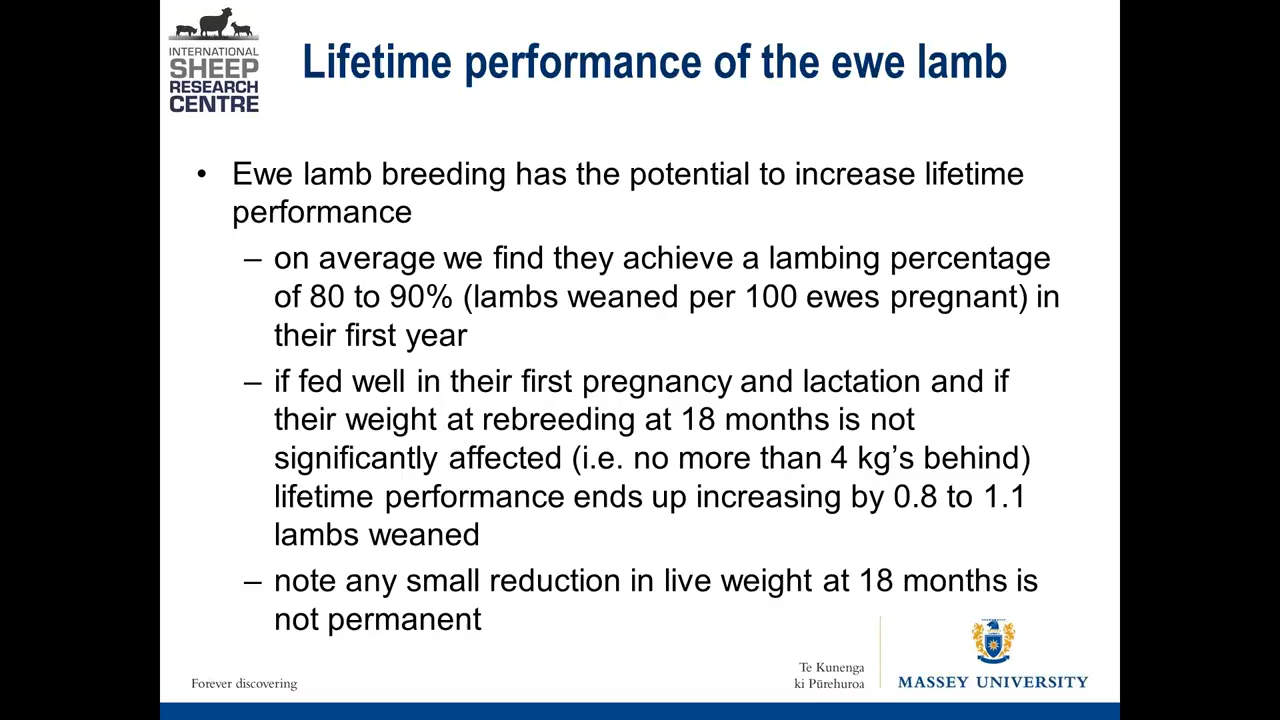 INTERNATIONAL
SHEEP
RESEARCH
CENTRE
Lifetime performance of the ewe lamb
• Ewe lamb breeding has the potential to increase lifetime
performance
– on average we find they achieve a lambing percentage
of 80 to 90% (lambs weaned per 100 ewes pregnant) in
their first year
– if fed well in their first pregnancy and lactation and if
their weight at rebreeding at 18 months is not
significantly affected (i.e. no more than 4 kg’s behind)
lifetime performance ends up increasing by 0.8 to 1.1
lambs weaned
– note any small reduction in live weight at 18 months is
not permanent
Forever discovering
Te Kunenga
ki Pūrehuroa
MASSEY UNIVERSITY